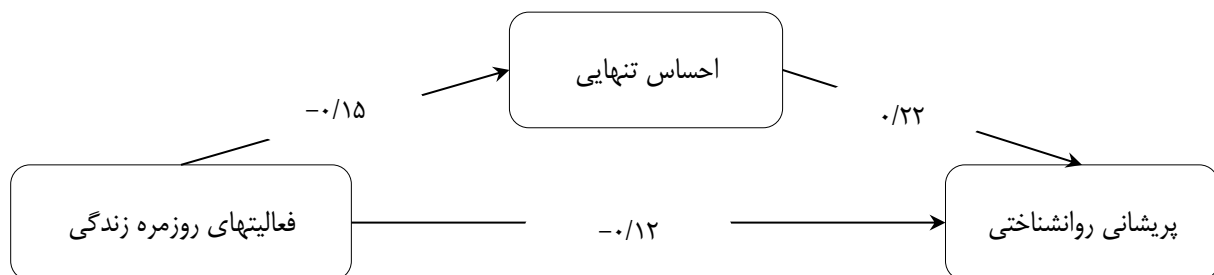 احساس تنهایی
−۰/۱۵
۰/۲۲
فعالیتهای روزمره زندگی
−۰/۱۲
پریشانی روانشناختی